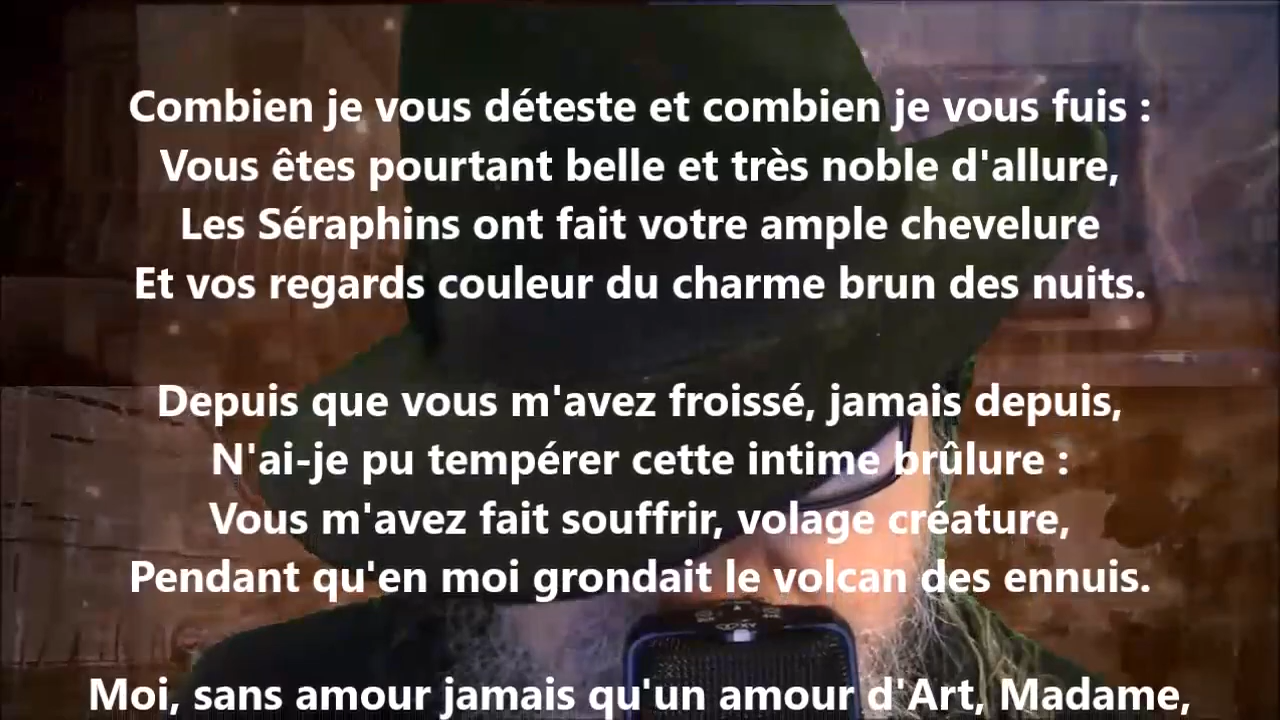 Combien je vous déteste et combien je vous fuis :
Vous êtes pourtant belle et très noble d'allure,
Les Séraphins ont fait votre ample chevelure
Et vos regards couleur du charme brun des nuits.
Depuis que vous m'avez froissé, jamais depuis,
N'ai-je pu tempérer cette intime brûlure :
Vous m'avez fait souffrir, volage créature,
Pendant qu'en moi grondait le volcan des ennuis.
Moi, sans amour jamais qu'un amour d'Art, Madame,